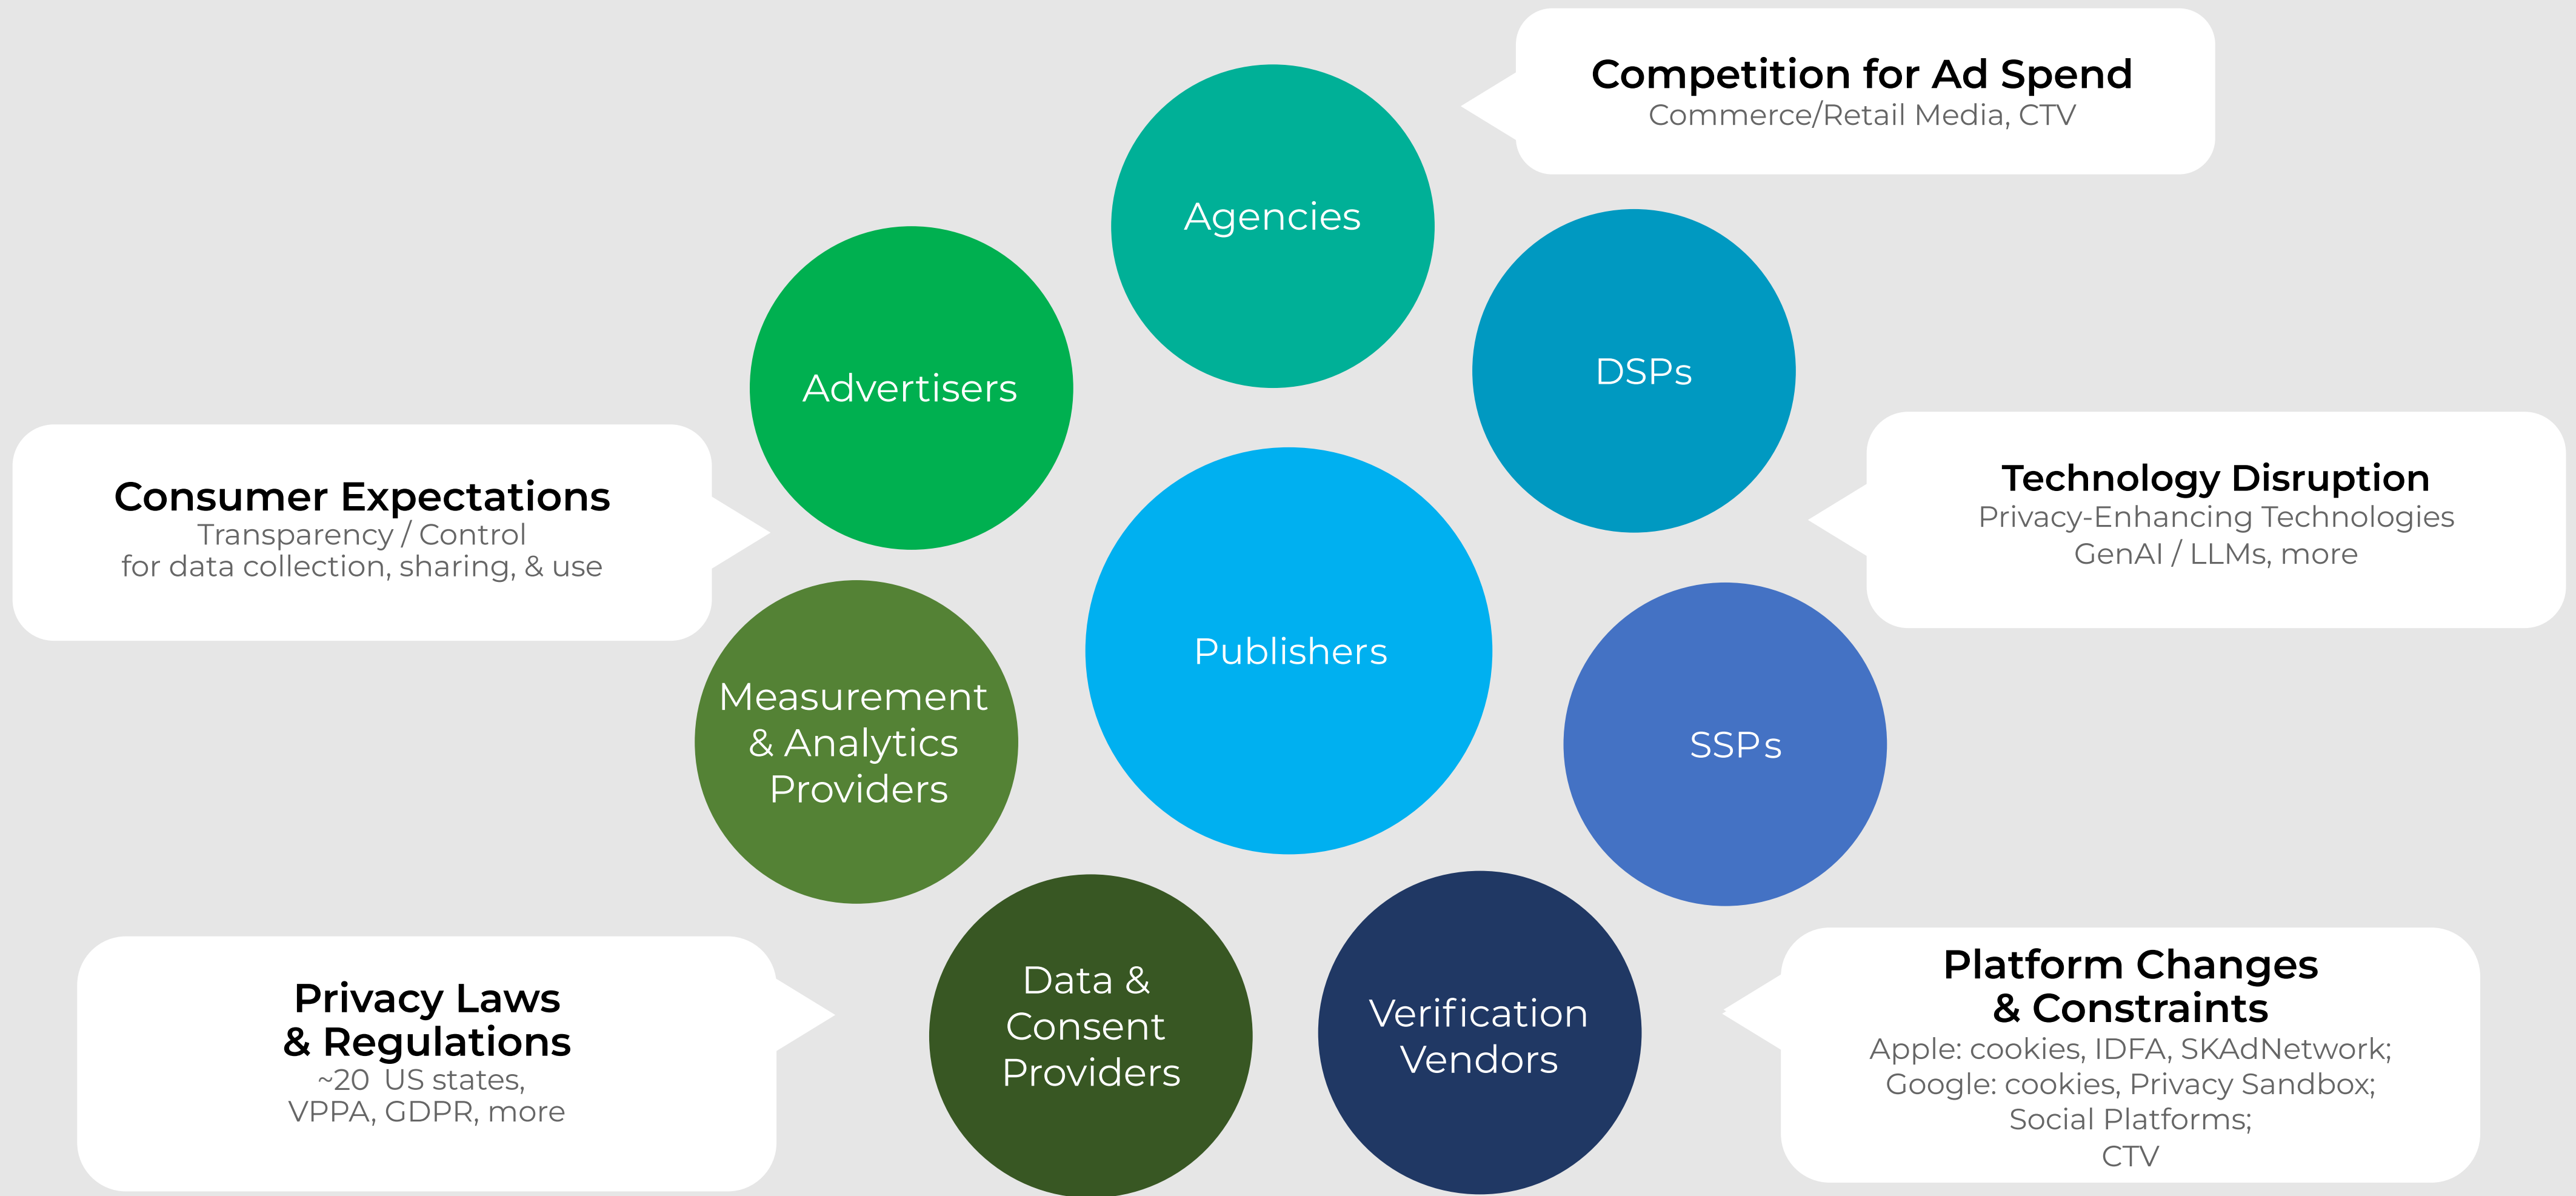 Competition for Ad Spend
Commerce/Retail Media, CTV
Agencies
DSPs
Advertisers
Consumer Expectations
Transparency / Control
for data collection, sharing, & use
Technology Disruption
Privacy-Enhancing Technologies
GenAI / LLMs, more
Publishers
Measurement
& Analytics
Providers
SSPs
Privacy Laws
& Regulations
~20 US states,
VPPA, GDPR, more
Data &
Consent
Providers
Verification
Vendors
Platform Changes
& Constraints
Apple: cookies, IDFA, SKAdNetwork;
Google: cookies, Privacy Sandbox;
Social Platforms;
CTV